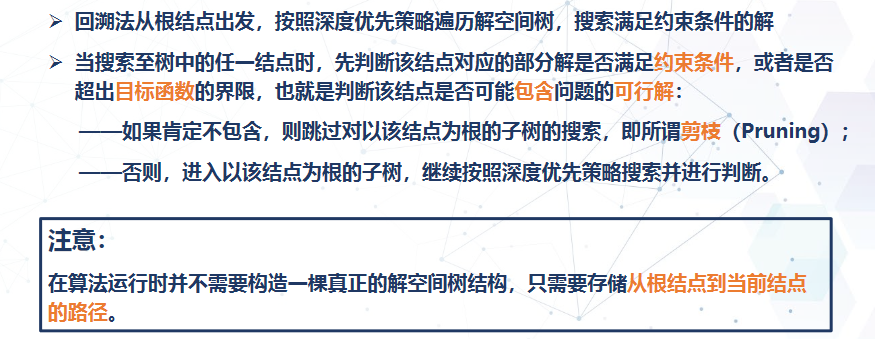 ➢ 回溯法从根结点出发，按照深度优先策略遍历解空间树，搜索满足约束条件的解
➢ 当搜索至树中的任一结点时，先判断该结点对应的部分解是否满足约束条件，或者是否
超出目标函数的界限，也就是判断该结点是否可能包含问题的可行解：
——如果肯定不包含，则跳过对以该结点为根的子树的搜索，即所谓剪枝（Pruning）；
——否则，进入以该结点为根的子树，继续按照深度优先策略搜索并进行判断。
注意：
在算法运行时并不需要构造一棵真正的解空间树结构，只需要存储从根结点到当前结点
的路径。